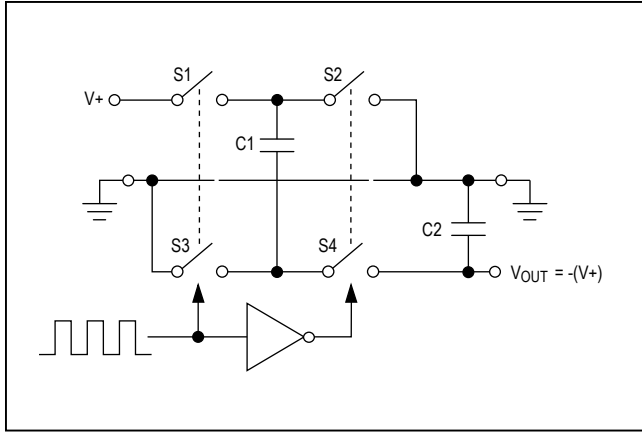 S1
S2
V+
C1
C2
S3
S4
VOUT = -(V+)